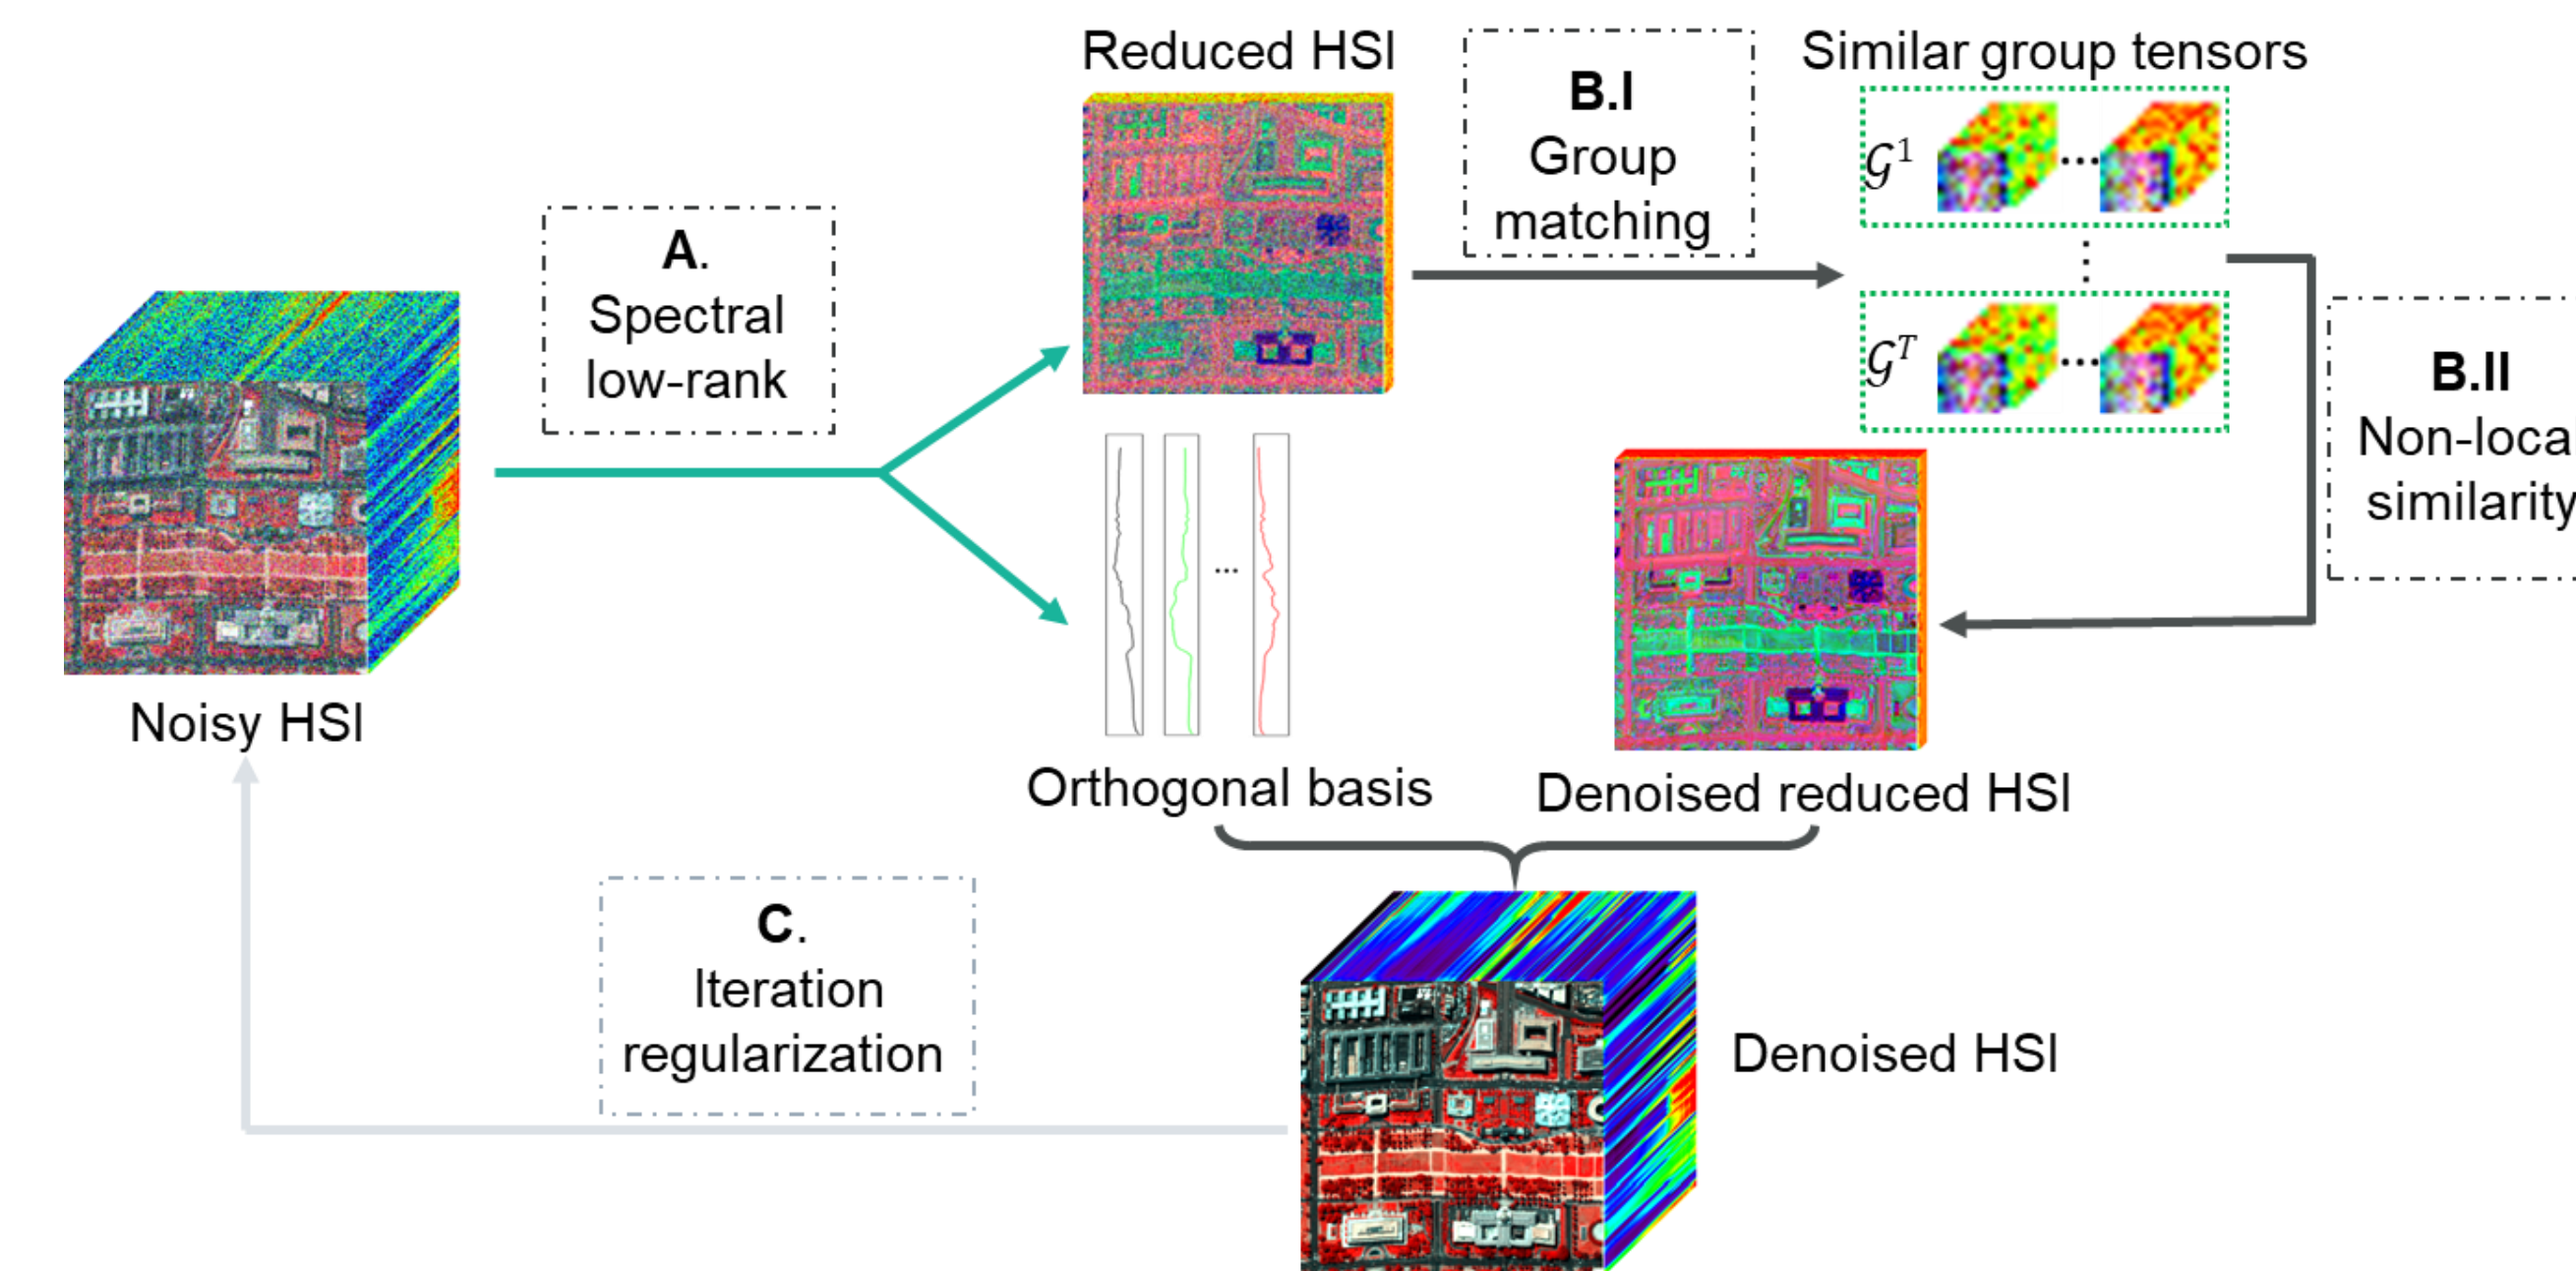 Reduced HSI
B.I
Group
matching
Similar group tensors
𝒢¹
...
⋮
𝒢ᵀ
...
A.
Spectral
low-rank
B.II
Non-local
similarity
Noisy HSI
...
Orthogonal basis
Denoised reduced HSI
C.
Iteration
regularization
Denoised HSI